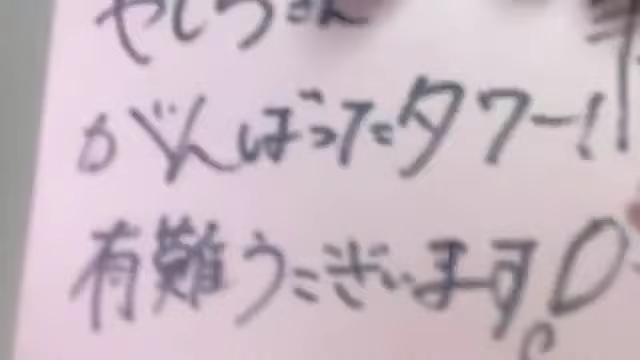 やしろさん
がんばったタワー!
有難うございます。